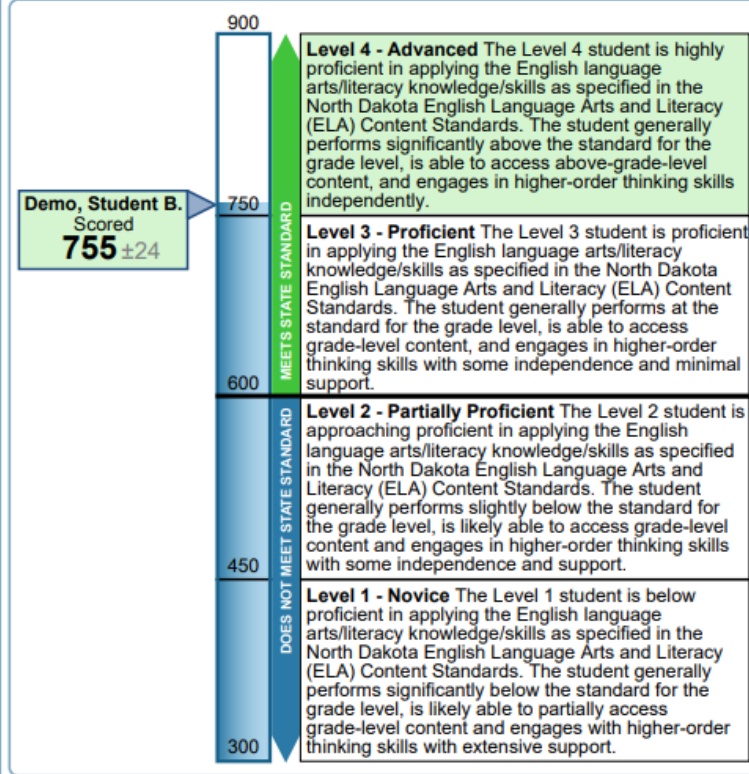 900
Level 4 - Advanced The Level 4 student is highly
proficient in applying the English language
arts/literacy knowledge/skills as specified in the
North Dakota English Language Arts and Literacy
(ELA) Content Standards. The student generally
performs significantly above the standard for the
grade level, is able to access above-grade-level
content, and engages in higher-order thinking skills
independently.
Demo, Student B.
Scored
755 ±24
750
MEETS STATE STANDARD
Level 3 - Proficient The Level 3 student is proficient
in applying the English language arts/literacy
knowledge/skills as specified in the North Dakota
English Language Arts and Literacy (ELA) Content
Standards. The student generally performs at the
standard for the grade level, is able to access
grade-level content, and engages in higher-order
thinking skills with some independence and minimal
support.
600
DOES NOT MEET STATE STANDARD
Level 2 - Partially Proficient The Level 2 student is
approaching proficient in applying the English
language arts/literacy knowledge/skills as specified
in the North Dakota English Language Arts and
Literacy (ELA) Content Standards. The student
generally performs slightly below the standard for
the grade level, is likely able to access grade-level
content and engages in higher-order thinking skills
with some independence and support.
450
Level 1 - Novice The Level 1 student is below
proficient in applying the English language
arts/literacy knowledge/skills as specified in the
North Dakota English Language Arts and Literacy
(ELA) Content Standards. The student generally
performs significantly below the standard for the
grade level, is likely able to partially access
grade-level content and engages with higher-order
thinking skills with extensive support.
300